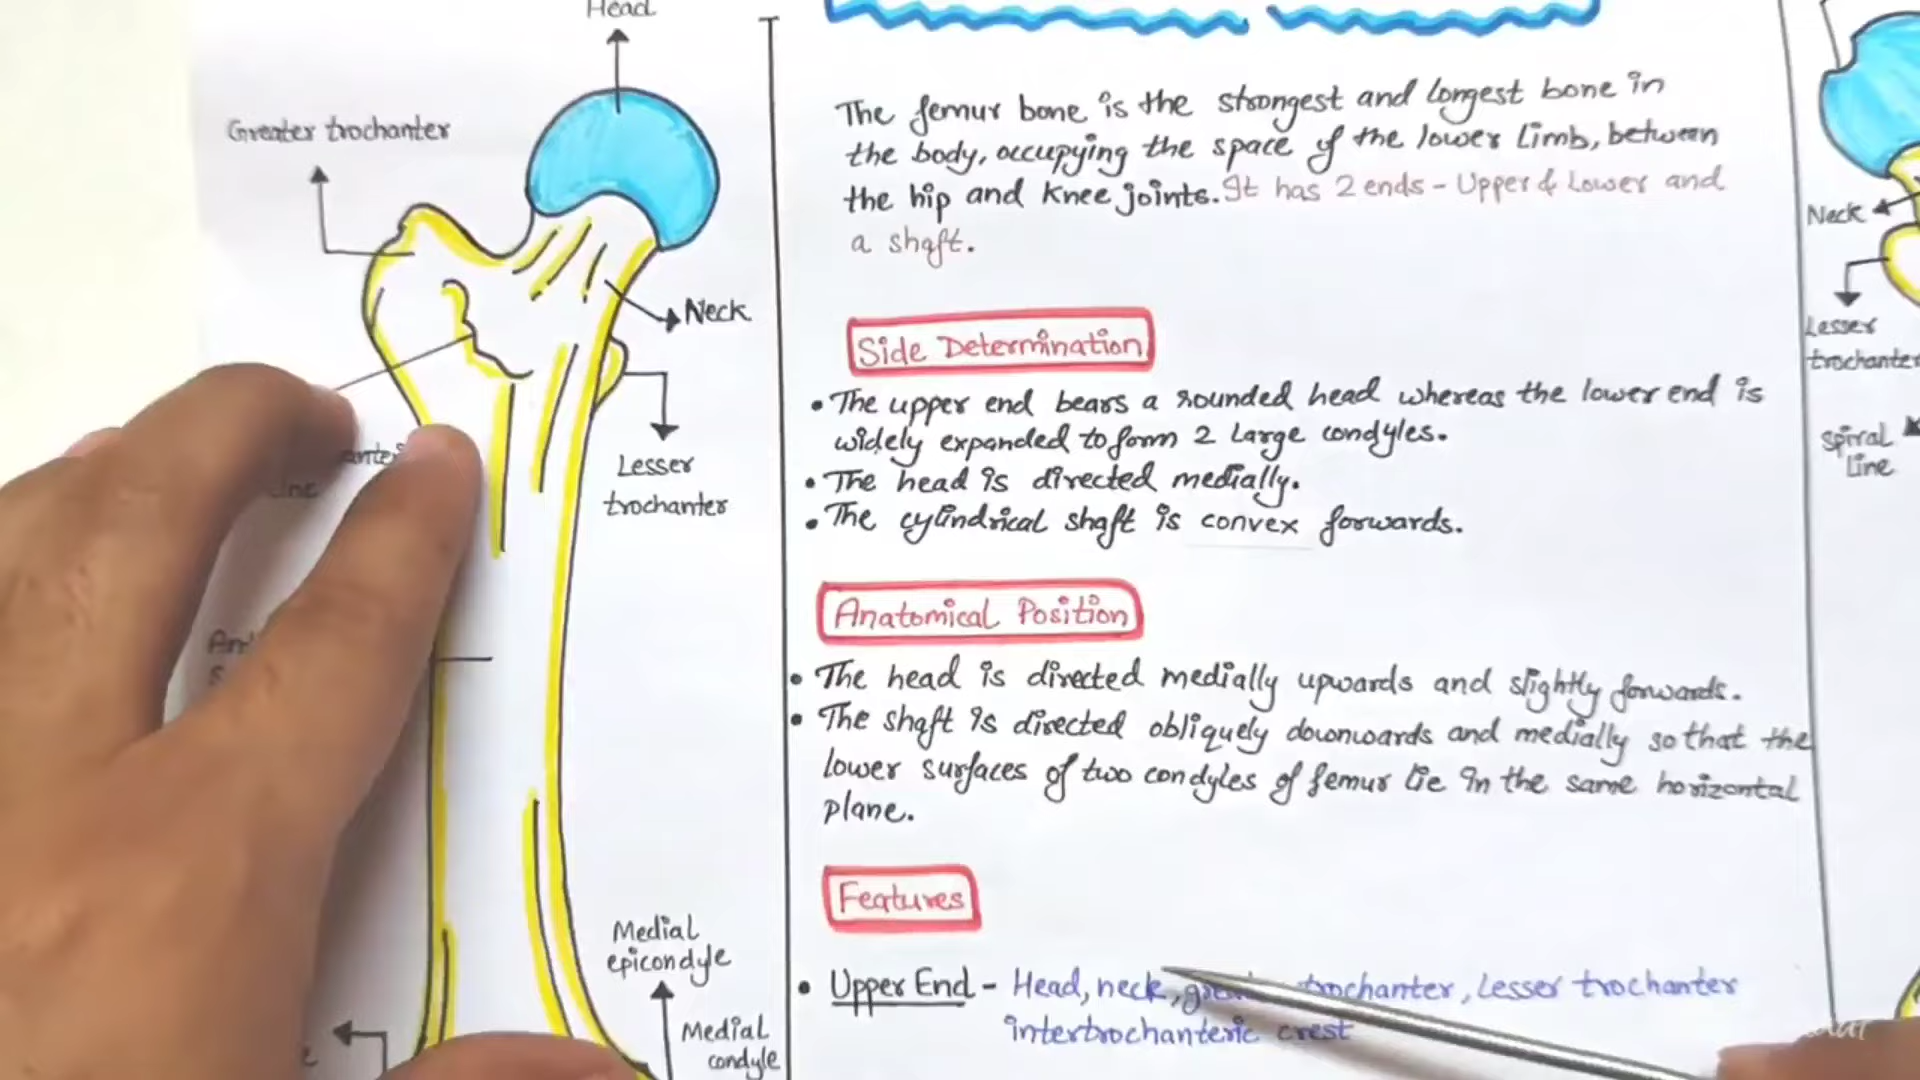 Head
Greater trochanter
Neck
Lesser
trochanter
Medial
epicondyle
Medial
condyle
The femur bone is the strongest and longest bone in
the body, occupying the space of the lower limb, between
the hip and knee joints. It has 2 ends - Upper & Lower and
a shaft.
Side Determination
• The upper end bears a rounded head whereas the lower end is
widely expanded to form 2 large condyles.
• The head is directed medially.
• The cylindrical shaft is convex forwards.
Anatomical Position
• The head is directed medially upwards and slightly forwards.
• The shaft is directed obliquely downwards and medially so that the
lower surfaces of two condyles of femur lie in the same horizontal
plane.
Features
• Upper End - Head, neck, trochanter, Lesser trochanter
intertrochanteric crest
Neck
Lesser
trochanter
Spiral
Line